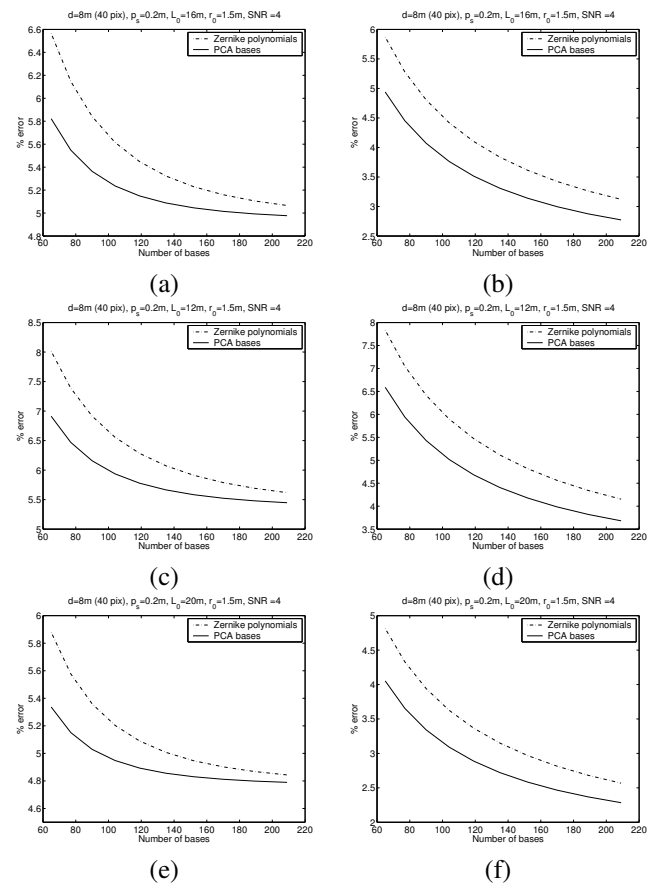 d=8m (40 pix), p_s=0.2m, L_0=16m, r_0=1.5m, SNR =4
Zernike polynomials
PCA bases
% error
6.6
6.4
6.2
6
5.8
5.6
5.4
5.2
5
4.8
60 80 100 120 140 160 180 200 220
Number of bases
(a)
d=8m (40 pix), p_s=0.2m, L_0=16m, r_0=1.5m, SNR =4
Zernike polynomials
PCA bases
% error
6
5.5
5
4.5
4
3.5
3
2.5
60 80 100 120 140 160 180 200 220
Number of bases
(b)
d=8m (40 pix), p_s=0.2m, L_0=12m, r_0=1.5m, SNR =4
Zernike polynomials
PCA bases
% error
8.5
8
7.5
7
6.5
6
5.5
5
60 80 100 120 140 160 180 200 220
Number of bases
(c)
d=8m (40 pix), p_s=0.2m, L_0=12m, r_0=1.5m, SNR =4
Zernike polynomials
PCA bases
% error
8
7.5
7
6.5
6
5.5
5
4.5
4
3.5
60 80 100 120 140 160 180 200 220
Number of bases
(d)
d=8m (40 pix), p_s=0.2m, L_0=20m, r_0=1.5m, SNR =4
Zernike polynomials
PCA bases
% error
6
5.8
5.6
5.4
5.2
5
4.8
4.6
60 80 100 120 140 160 180 200 220
Number of bases
(e)
d=8m (40 pix), p_s=0.2m, L_0=20m, r_0=1.5m, SNR =4
Zernike polynomials
PCA bases
% error
5
4.5
4
3.5
3
2.5
2
60 80 100 120 140 160 180 200 220
Number of bases
(f)